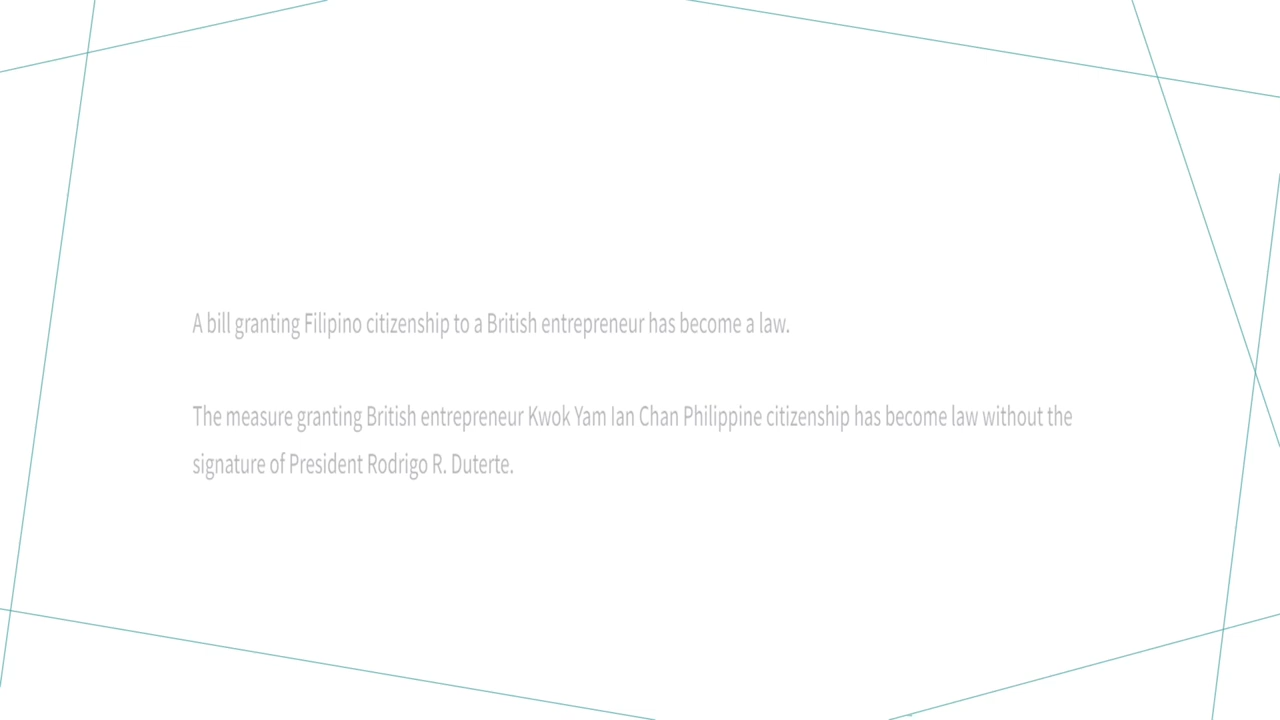 A bill granting Filipino citizenship to a British entrepreneur has become a law.
The measure granting British entrepreneur Kwok Yam Ian Chan Philippine citizenship has become law without the
signature of President Rodrigo R. Duterte.